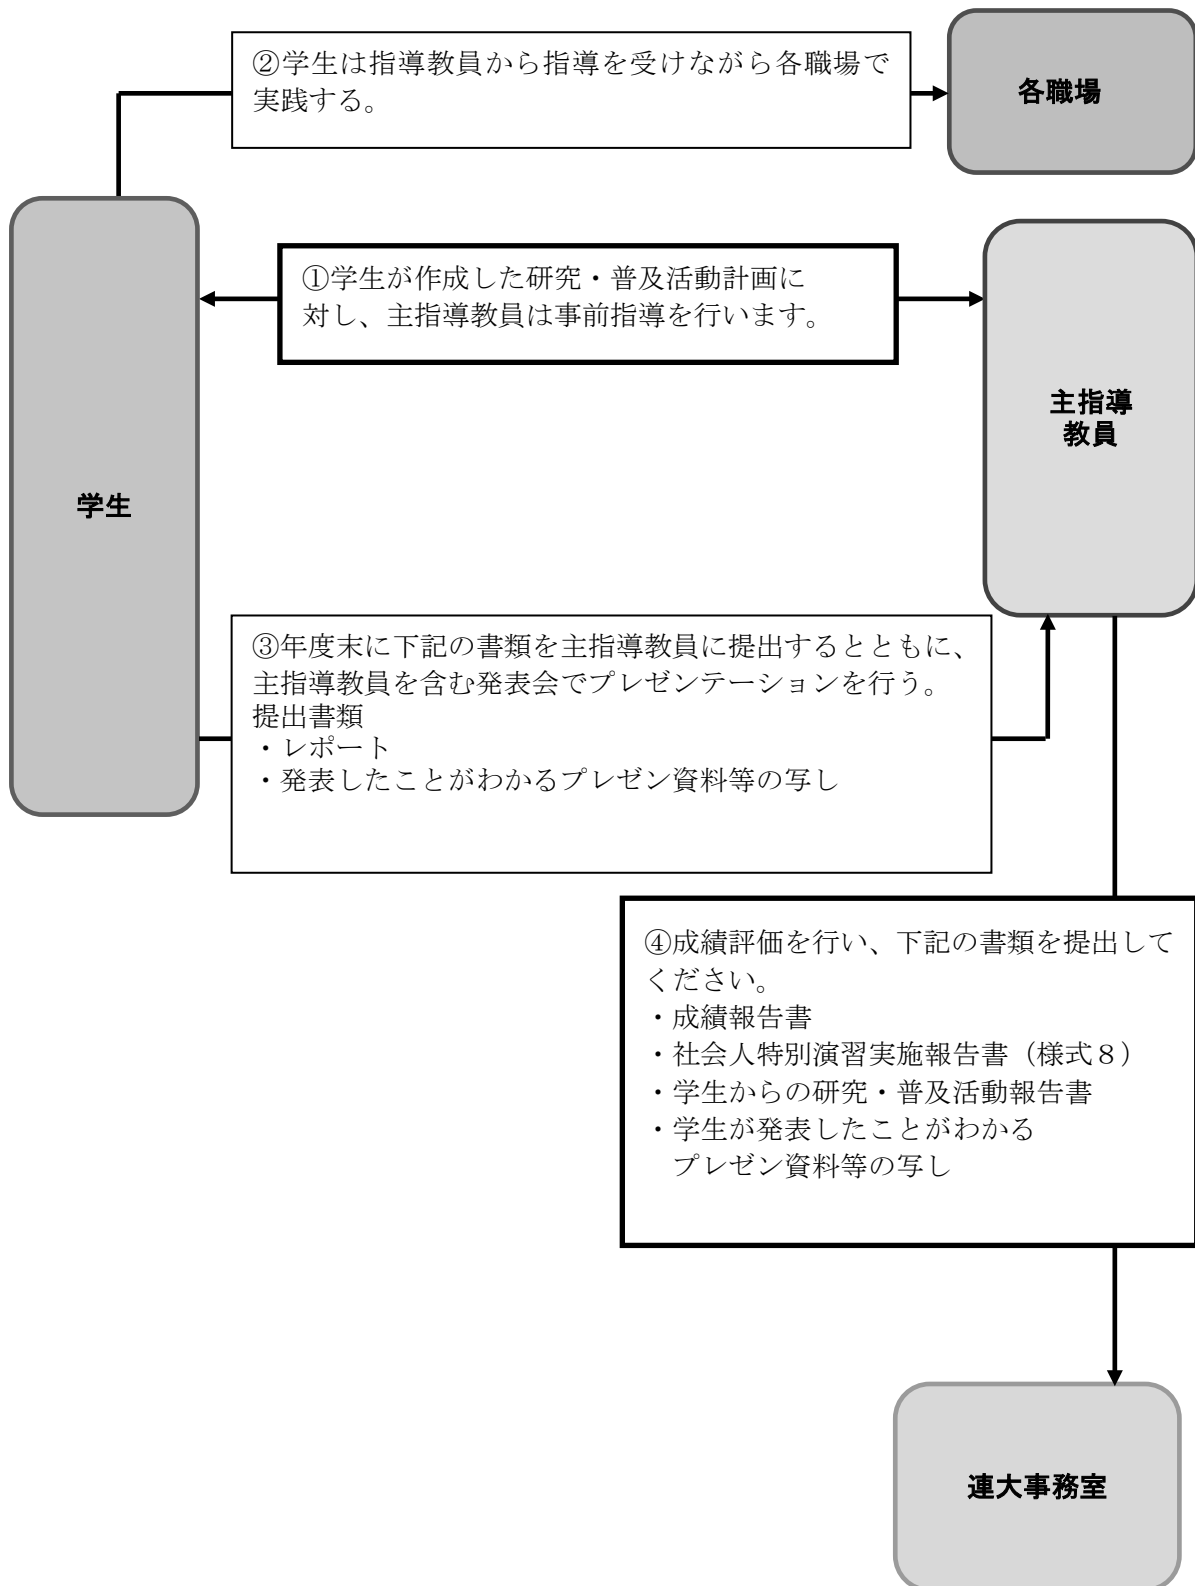 ②学生は指導教員から指導を受けながら各職場で
実践する。
各職場
①学生が作成した研究・普及活動計画に
対し、主指導教員は事前指導を行います。
主指導
教員
学生
③年度末に下記の書類を主指導教員に提出するとともに、
主指導教員を含む発表会でプレゼンテーションを行う。
提出書類
・レポート
・発表したことがわかるプレゼン資料等の写し
④成績評価を行い、下記の書類を提出して
ください。
・成績報告書
・社会人特別演習実施報告書（様式８）
・学生からの研究・普及活動報告書
・学生が発表したことがわかる
プレゼン資料等の写し
連大事務室